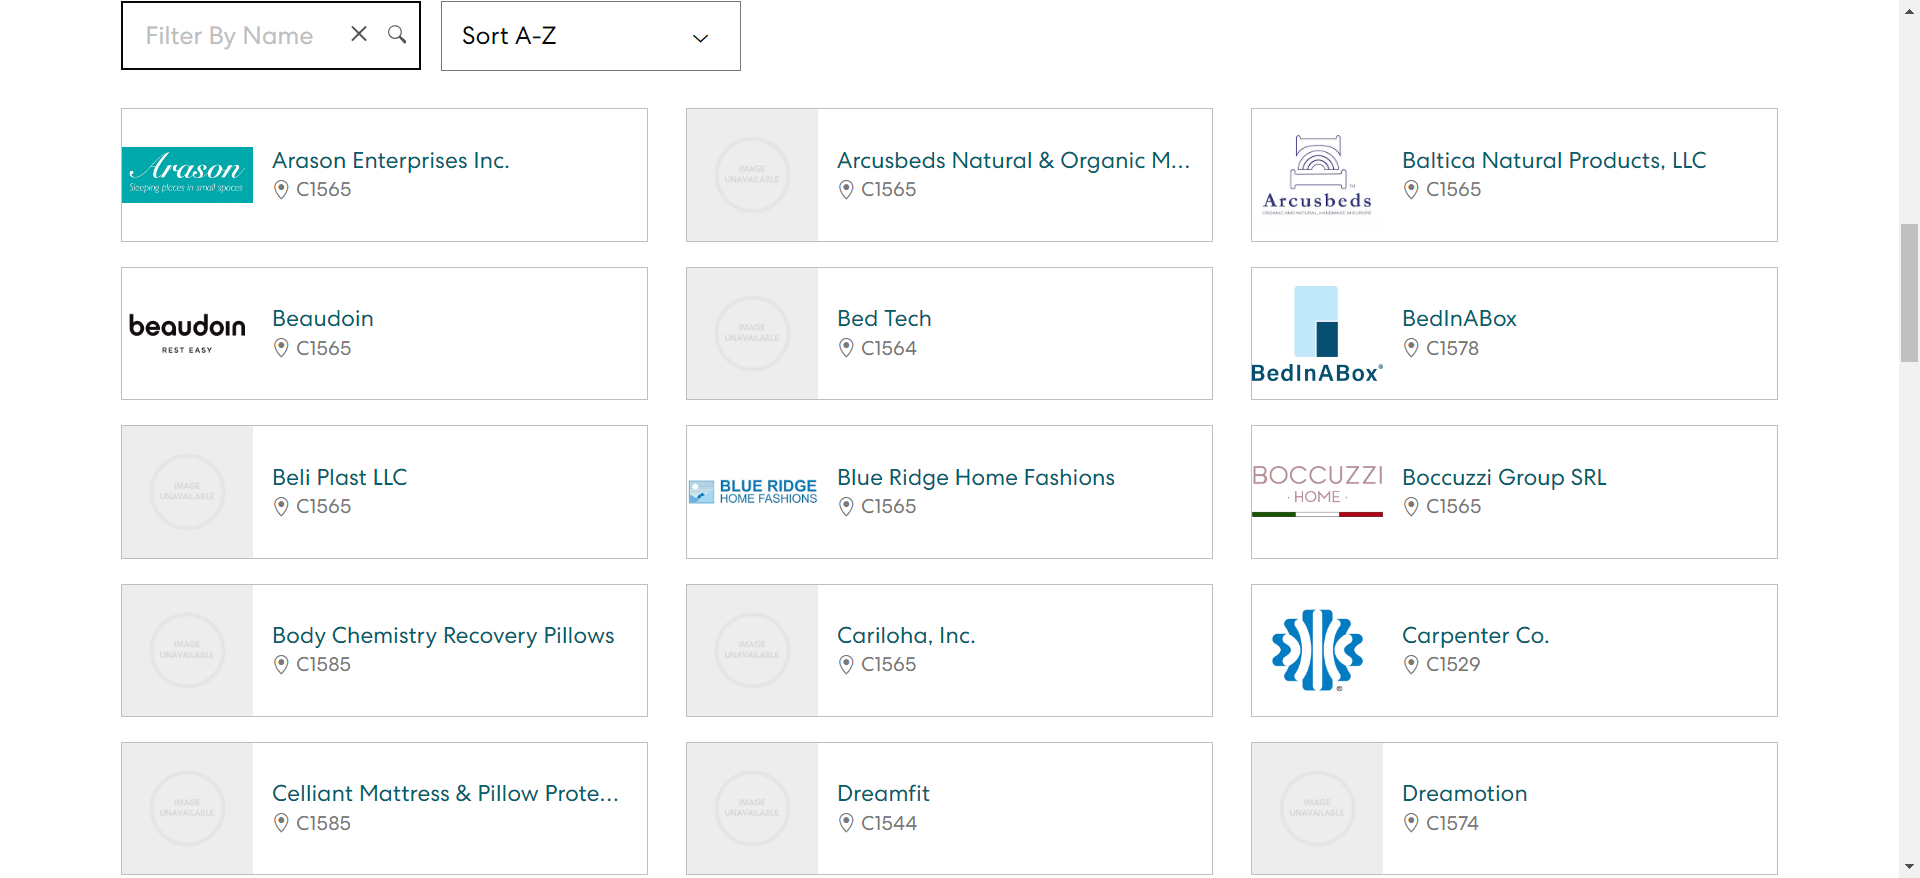 Filter By Name
Sort A-Z
Arason
Sleeping places in small spaces
Arason Enterprises Inc.
C1565
IMAGE
UNAVAILABLE
Arcusbeds Natural & Organic M...
C1565
Arcusbeds
ORGANIC AND NATURAL, HANDMADE IN EUROPE
Baltica Natural Products, LLC
C1565
beaudoin
REST EASY
Beaudoin
C1565
IMAGE
UNAVAILABLE
Bed Tech
C1564
BedInABox®
BedInABox
C1578
IMAGE
UNAVAILABLE
Beli Plast LLC
C1565
BLUE RIDGE
HOME FASHIONS
Blue Ridge Home Fashions
C1565
BOCCUZZI
· HOME ·
Boccuzzi Group SRL
C1565
IMAGE
UNAVAILABLE
Body Chemistry Recovery Pillows
C1585
IMAGE
UNAVAILABLE
Cariloha, Inc.
C1565
®
Carpenter Co.
C1529
IMAGE
UNAVAILABLE
Celliant Mattress & Pillow Prote...
C1585
IMAGE
UNAVAILABLE
Dreamfit
C1544
IMAGE
UNAVAILABLE
Dreamotion
C1574